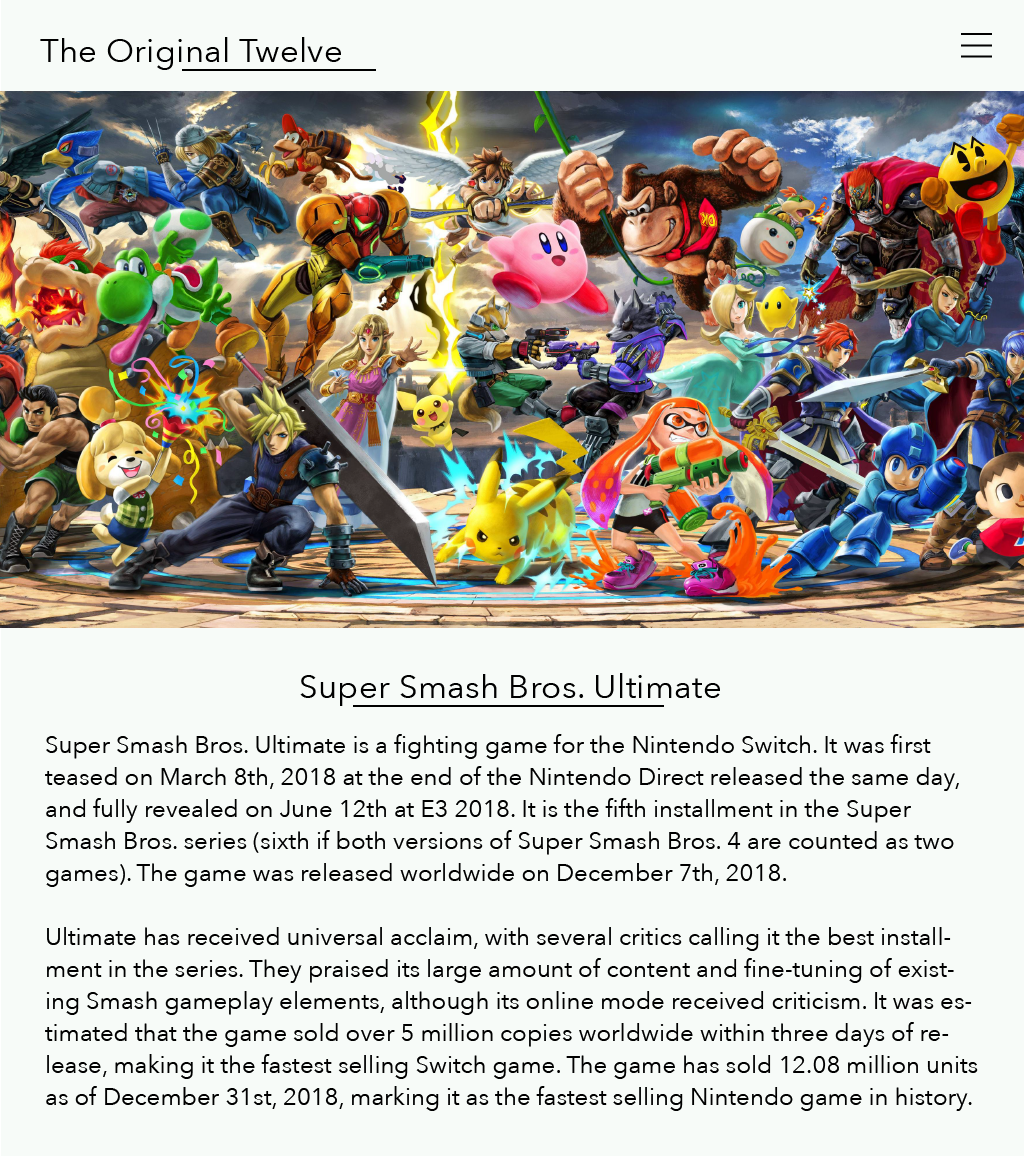 The Original Twelve
DK
Super Smash Bros. Ultimate
Super Smash Bros. Ultimate is a fighting game for the Nintendo Switch. It was first
teased on March 8th, 2018 at the end of the Nintendo Direct released the same day,
and fully revealed on June 12th at E3 2018. It is the fifth installment in the Super
Smash Bros. series (sixth if both versions of Super Smash Bros. 4 are counted as two
games). The game was released worldwide on December 7th, 2018.
Ultimate has received universal acclaim, with several critics calling it the best install-
ment in the series. They praised its large amount of content and fine-tuning of exist-
ing Smash gameplay elements, although its online mode received criticism. It was es-
timated that the game sold over 5 million copies worldwide within three days of re-
lease, making it the fastest selling Switch game. The game has sold 12.08 million units
as of December 31st, 2018, marking it as the fastest selling Nintendo game in history.